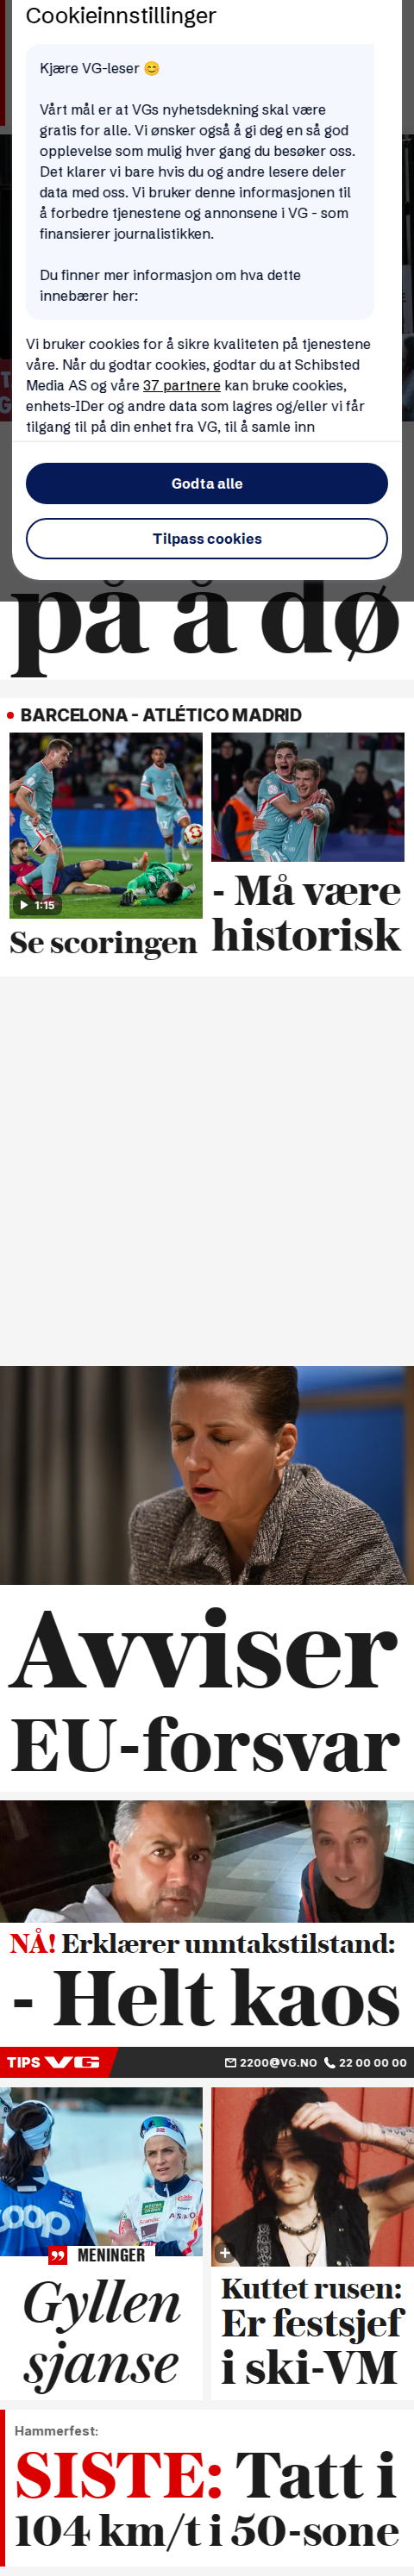 Cookieinnstillinger
Kjære VG-leser 😊
Vårt mål er at VGs nyhetsdekning skal være
gratis for alle. Vi ønsker også å gi deg en så god
opplevelse som mulig hver gang du besøker oss.
Det klarer vi bare hvis du og andre lesere deler
data med oss. Vi bruker denne informasjonen til
å forbedre tjenestene og annonsene i VG - som
finansierer journalistikken.
Du finner mer informasjon om hva dette
innebærer her:
Vi bruker cookies for å sikre kvaliteten på tjenestene
våre. Når du godtar cookies, godtar du at Schibsted
Media AS og våre 37 partnere kan bruke cookies,
enhets-IDer og andre data som lagres og/eller vi får
tilgang til på din enhet fra VG, til å samle inn
Godta alle
Tilpass cookies
på å dø
BARCELONA - ATLÉTICO MADRID
1:15
Se scoringen
- Må være
historisk
Avviser
EU-forsvar
NÅ! Erklærer unntakstilstand:
- Helt kaos
TIPS VG 2200@VG.NO 22 00 00 00
coop
MENINGER
Gyllen
sjanse
Kuttet rusen:
Er festsjef
i ski-VM
Hammerfest:
SISTE: Tatt i
104 km/t i 50-sone